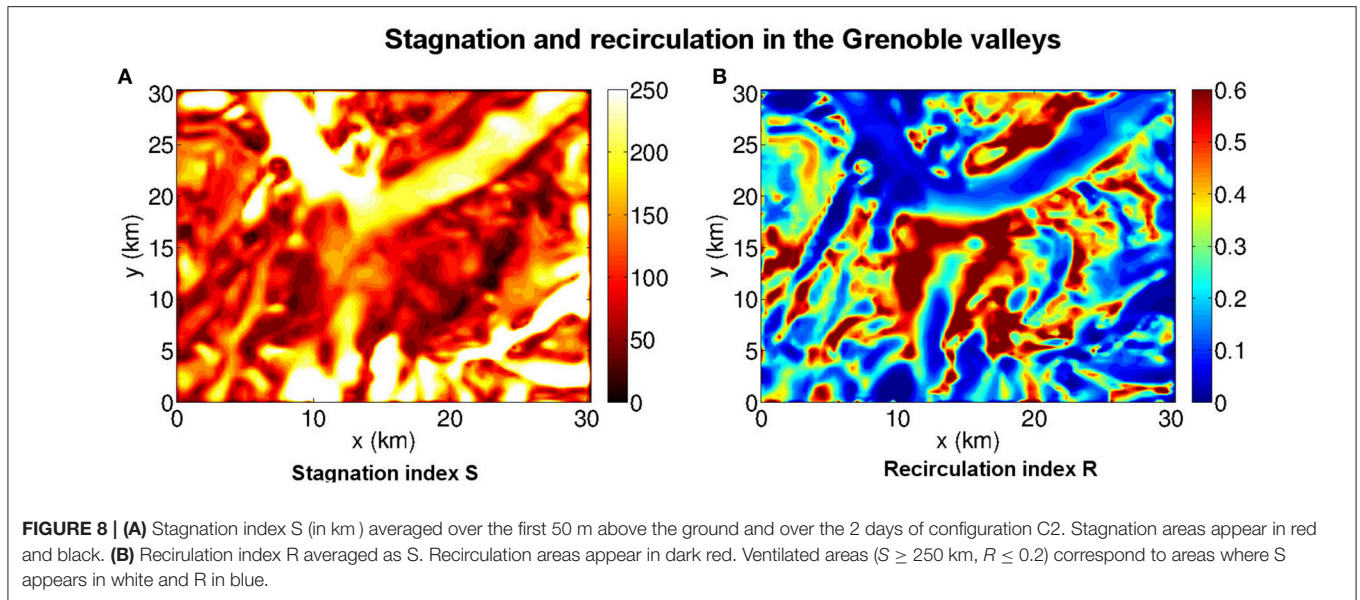 Stagnation and recirculation in the Grenoble valleys
A
B
30
25
20
15
10
5
0
y (km)
0
10
20
30
x (km)
250
200
150
100
50
0
Stagnation index S
30
25
20
15
10
5
0
y (km)
0
10
20
30
x (km)
0.6
0.5
0.4
0.3
0.2
0.1
0
Recirculation index R
FIGURE 8 | (A) Stagnation index S (in km) averaged over the first 50 m above the ground and over the 2 days of configuration C2. Stagnation areas appear in red
and black. (B) Recirulation index R averaged as S. Recirculation areas appear in dark red. Ventilated areas (S ≥ 250 km, R ≤ 0.2) correspond to areas where S
appears in white and R in blue.